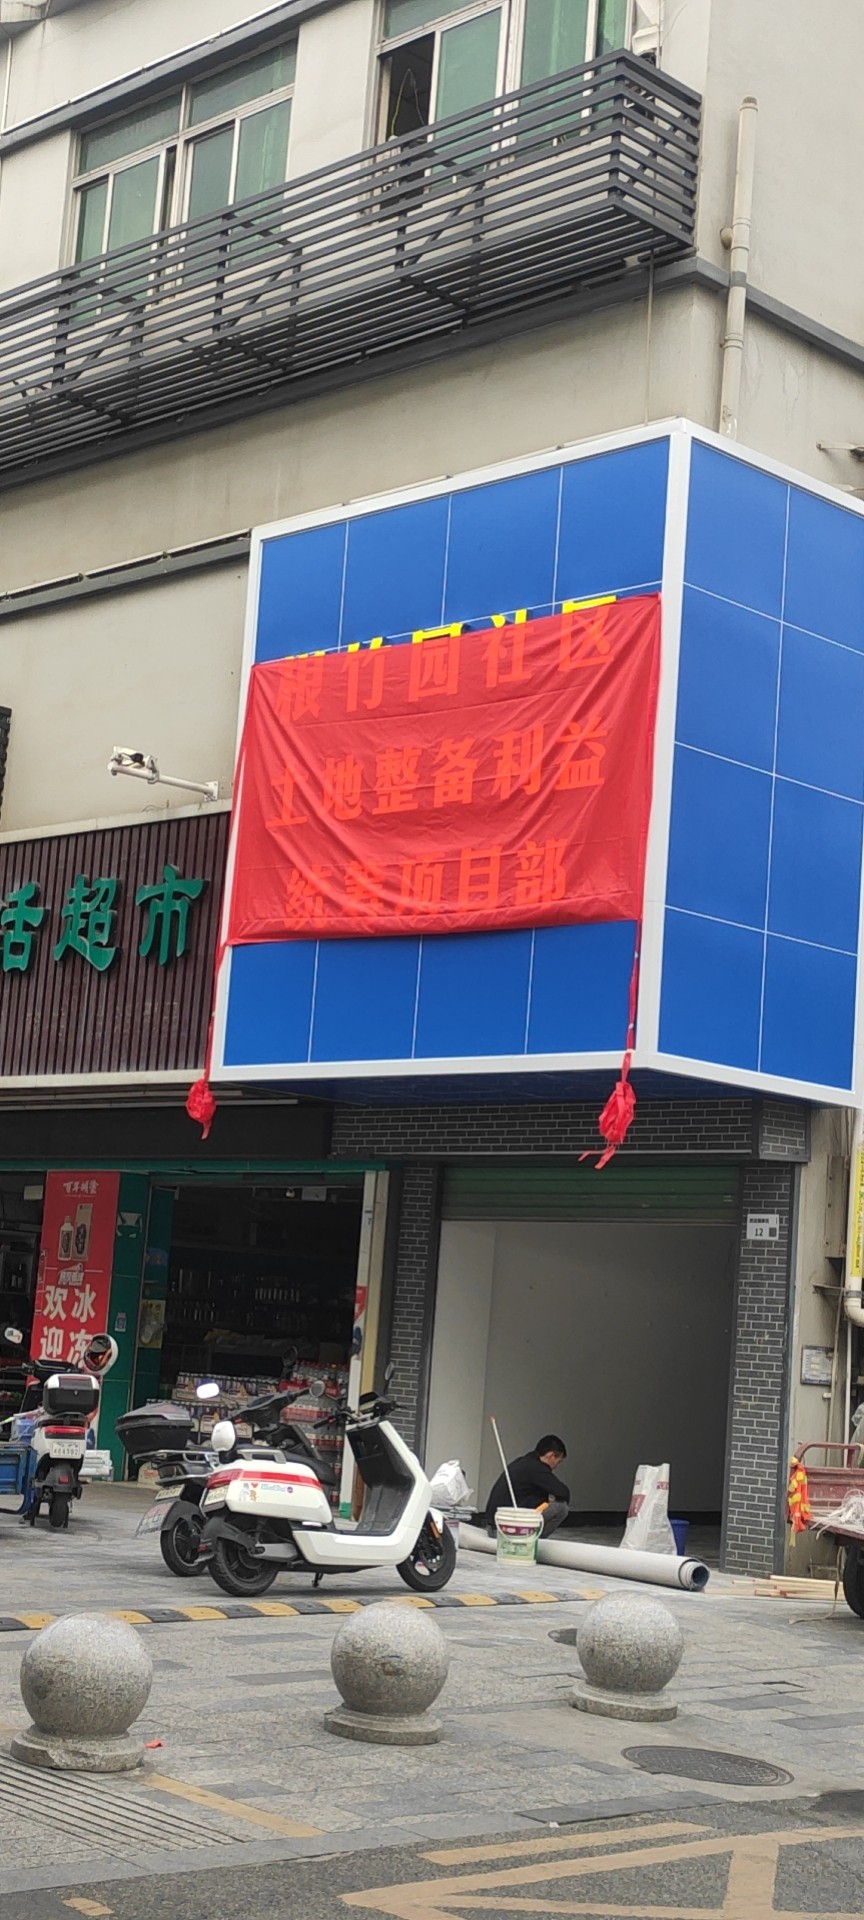 根竹园社区
土地整备利益
统筹项目部
活超市
欢冰
迎冻
12